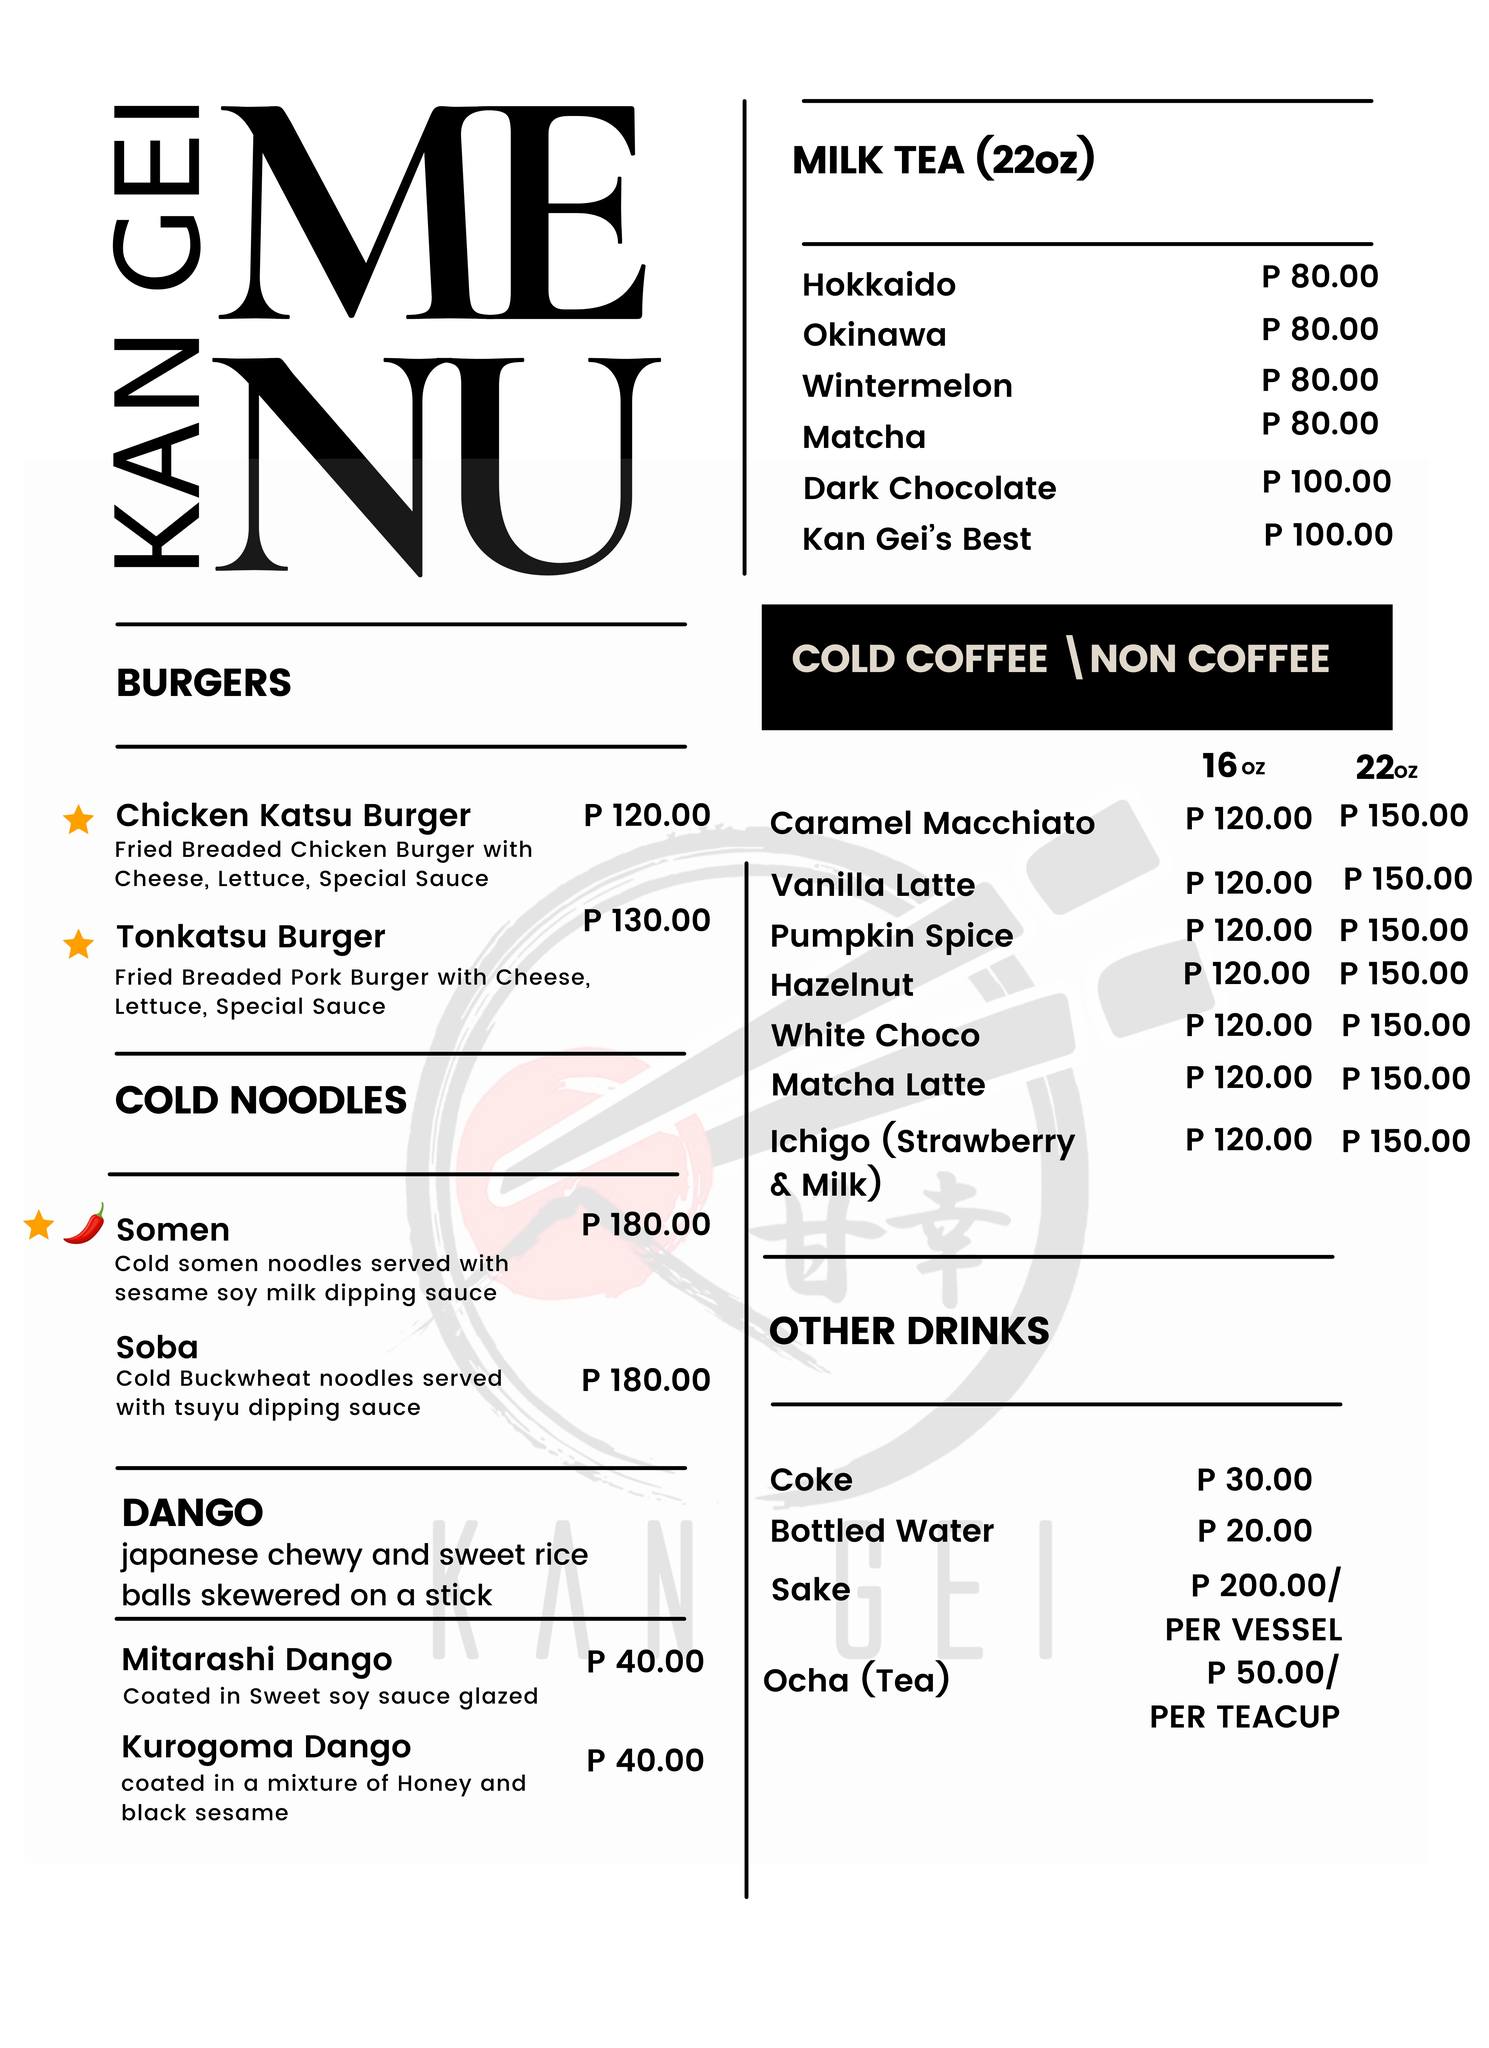 KAN GEI
ME
NU
BURGERS
Chicken Katsu Burger P 120.00
Fried Breaded Chicken Burger with
Cheese, Lettuce, Special Sauce
Tonkatsu Burger P 130.00
Fried Breaded Pork Burger with Cheese,
Lettuce, Special Sauce
COLD NOODLES
Somen P 180.00
Cold somen noodles served with
sesame soy milk dipping sauce
Soba
Cold Buckwheat noodles served P 180.00
with tsuyu dipping sauce
DANGO
japanese chewy and sweet rice
balls skewered on a stick
Mitarashi Dango P 40.00
Coated in Sweet soy sauce glazed
Kurogoma Dango P 40.00
coated in a mixture of Honey and
black sesame
MILK TEA (22oz)
Hokkaido P 80.00
Okinawa P 80.00
Wintermelon P 80.00
Matcha P 80.00
Dark Chocolate P 100.00
Kan Gei's Best P 100.00
COLD COFFEE \NON COFFEE
16 oz 22oz
Caramel Macchiato P 120.00 P 150.00
Vanilla Latte P 120.00 P 150.00
Pumpkin Spice P 120.00 P 150.00
Hazelnut P 120.00 P 150.00
White Choco P 120.00 P 150.00
Matcha Latte P 120.00 P 150.00
Ichigo (Strawberry P 120.00 P 150.00
& Milk)
OTHER DRINKS
Coke P 30.00
Bottled Water P 20.00
Sake P 200.00/
PER VESSEL
Ocha (Tea) P 50.00/
PER TEACUP
甘幸
KAN GEI